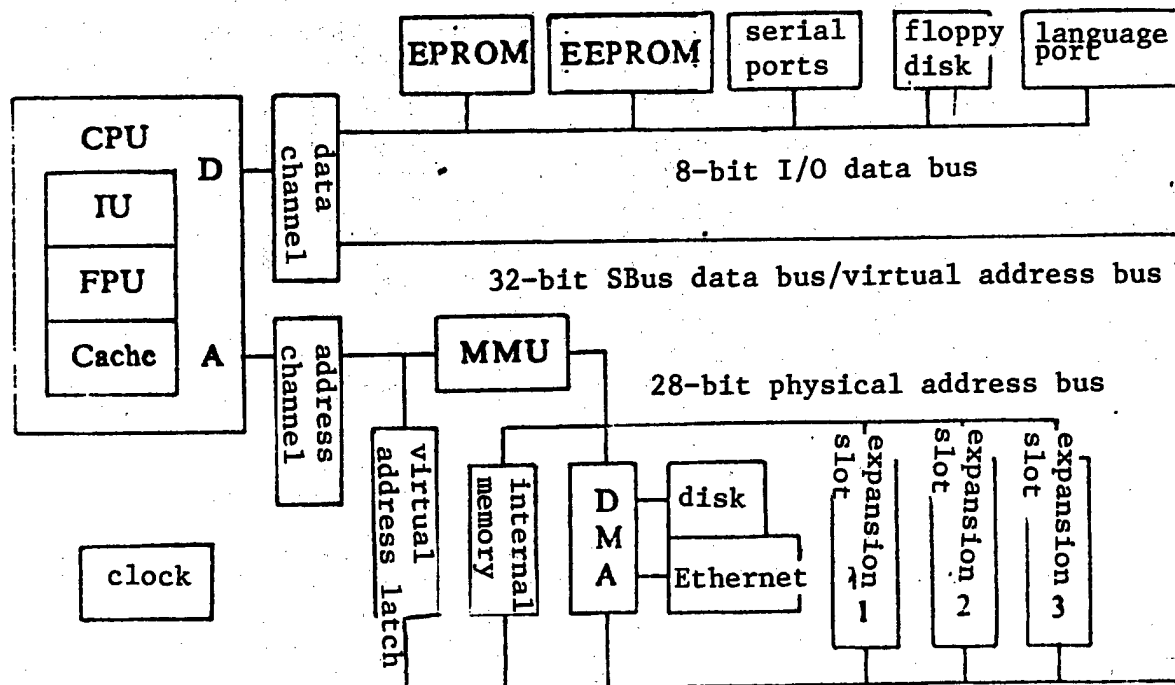 EPROM
EEPROM
serial
ports
floppy
disk
language
port
CPU
D
IU
FPU
Cache
A
data
channel
8-bit I/O data bus
32-bit SBus data bus/virtual address bus
address
channel
MMU
28-bit physical address bus
virtual
address latch
internal
memory
D
M
A
disk
Ethernet
expansion
slot
1
expansion
slot
2
expansion
slot
3
clock